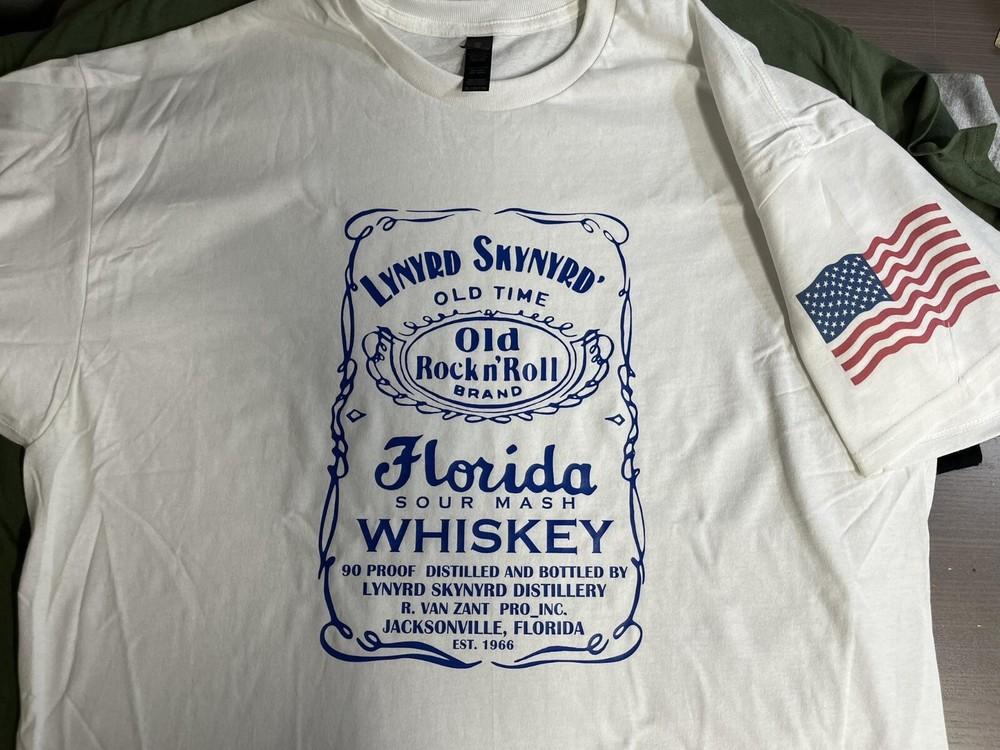 LYNYRD SKYNYRD'
OLD TIME
Old
Rock n' Roll
BRAND
Florida
SOUR MASH
WHISKEY
90 PROOF DISTILLED AND BOTTLED BY
LYNYRD SKYNYRD DISTILLERY
R. VAN ZANT PRO_INC.
JACKSONVILLE, FLORIDA
EST. 1966